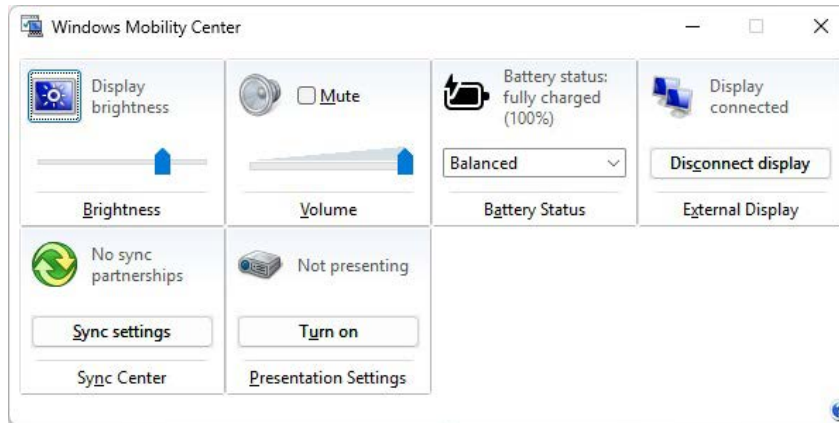 Windows Mobility Center
Display
brightness
Brightness
Mute
Volume
Battery status:
fully charged
(100%)
Balanced
Battery Status
Display
connected
Disconnect display
External Display
No sync
partnerships
Sync settings
Sync Center
Not presenting
Turn on
Presentation Settings